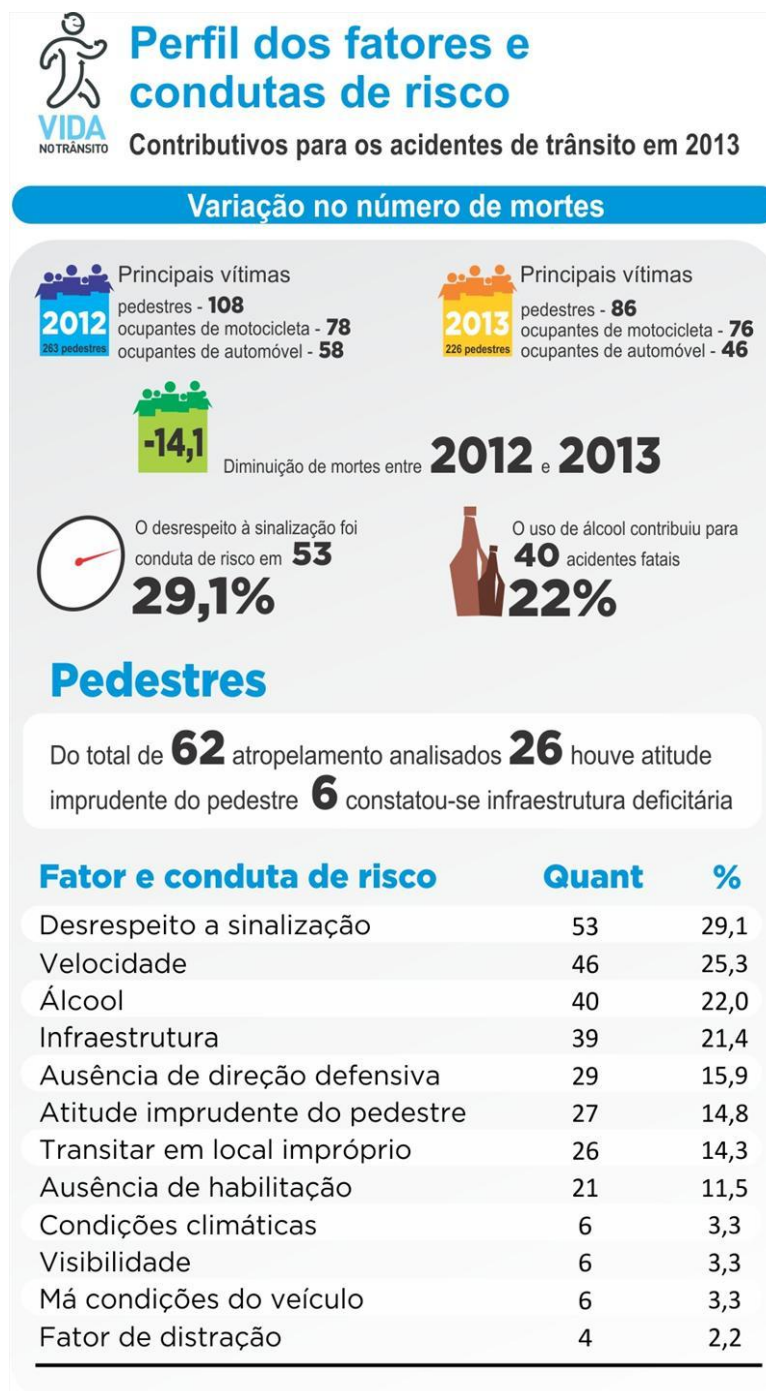 Perfil dos fatores e
condutas de risco
VIDA
NO TRÂNSITO
Contributivos para os acidentes de trânsito em 2013
Variação no número de mortes
2012
263 pedestres
Principais vítimas
pedestres - 108
ocupantes de motocicleta - 78
ocupantes de automóvel - 58
2013
226 pedestres
Principais vítimas
pedestres - 86
ocupantes de motocicleta - 76
ocupantes de automóvel - 46
-14,1
Diminuição de mortes entre 2012 e 2013
O desrespeito à sinalização foi
conduta de risco em 53
29,1%
O uso de álcool contribuiu para
40 acidentes fatais
22%
Pedestres
Do total de 62 atropelamento analisados 26 houve atitude
imprudente do pedestre 6 constatou-se infraestrutura deficitária
Fator e conduta de risco Quant %
Desrespeito a sinalização 53 29,1
Velocidade 46 25,3
Álcool 40 22,0
Infraestrutura 39 21,4
Ausência de direção defensiva 29 15,9
Atitude imprudente do pedestre 27 14,8
Transitar em local impróprio 26 14,3
Ausência de habilitação 21 11,5
Condições climáticas 6 3,3
Visibilidade 6 3,3
Má condições do veículo 6 3,3
Fator de distração 4 2,2